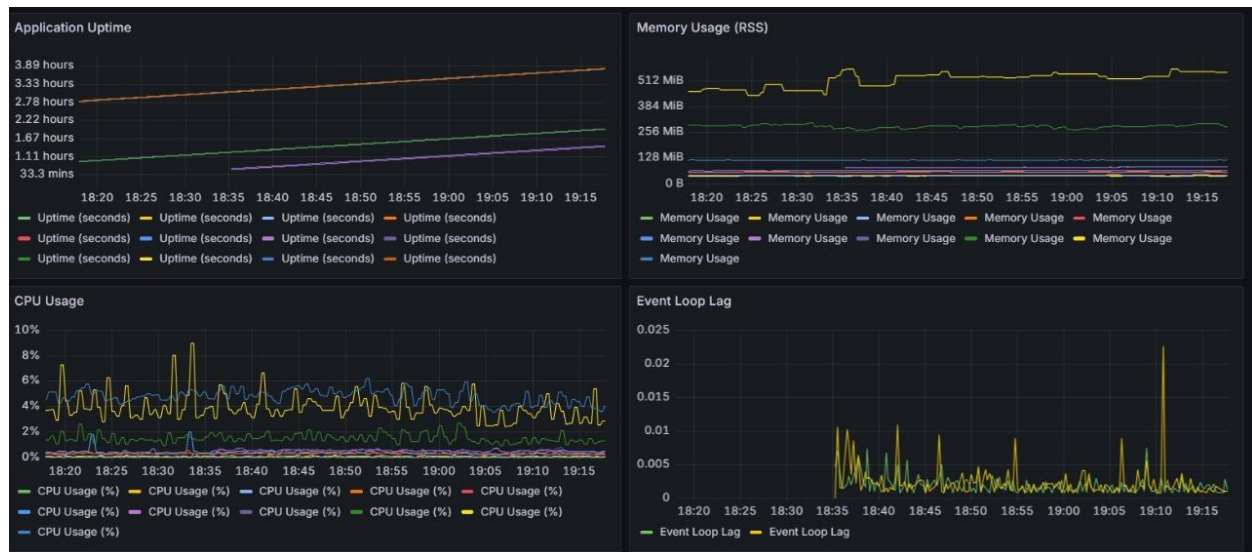 Application Uptime
3.89 hours
3.33 hours
2.78 hours
2.22 hours
1.67 hours
1.11 hours
33.3 mins
18:20 18:25 18:30 18:35 18:40 18:45 18:50 18:55 19:00 19:05 19:10 19:15
Uptime (seconds) Uptime (seconds) Uptime (seconds) Uptime (seconds)
Uptime (seconds) Uptime (seconds) Uptime (seconds) Uptime (seconds)
Uptime (seconds) Uptime (seconds) Uptime (seconds) Uptime (seconds)
Memory Usage (RSS)
512 MiB
384 MiB
256 MiB
128 MiB
0 B
18:20 18:25 18:30 18:35 18:40 18:45 18:50 18:55 19:00 19:05 19:10 19:15
Memory Usage Memory Usage Memory Usage Memory Usage Memory Usage
Memory Usage Memory Usage Memory Usage Memory Usage Memory Usage
Memory Usage
CPU Usage
10%
8%
6%
4%
2%
0%
18:20 18:25 18:30 18:35 18:40 18:45 18:50 18:55 19:00 19:05 19:10 19:15
CPU Usage (%) CPU Usage (%) CPU Usage (%) CPU Usage (%) CPU Usage (%)
CPU Usage (%) CPU Usage (%) CPU Usage (%) CPU Usage (%) CPU Usage (%)
CPU Usage (%)
Event Loop Lag
0.025
0.02
0.015
0.01
0.005
0
18:20 18:25 18:30 18:35 18:40 18:45 18:50 18:55 19:00 19:05 19:10 19:15
Event Loop Lag Event Loop Lag